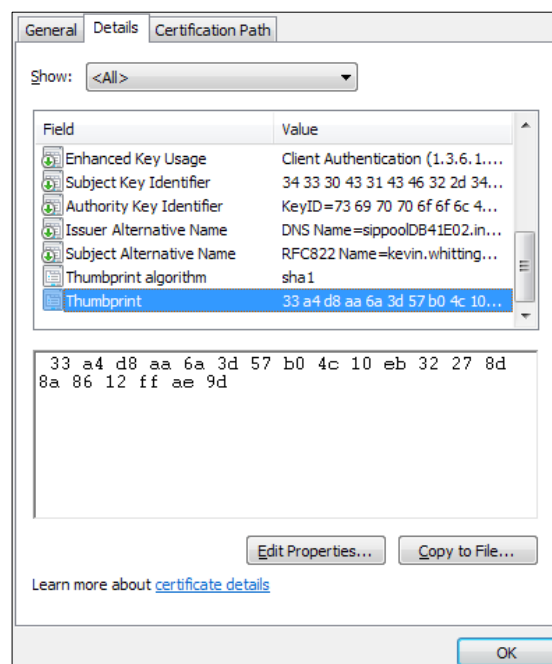 General Details Certification Path
Show: <All>
Field Value
Enhanced Key Usage Client Authentication (1.3.6.1....
Subject Key Identifier 34 33 30 43 31 43 46 32 2d 34...
Authority Key Identifier KeyID=73 69 70 70 6f 6f 6c 4...
Issuer Alternative Name DNS Name=sippoolDB41E02.in...
Subject Alternative Name RFC822 Name=kevin.whitting...
Thumbprint algorithm sha1
Thumbprint 33 a4 d8 aa 6a 3d 57 b0 4c 10...
33 a4 d8 aa 6a 3d 57 b0 4c 10 eb 32 27 8d
8a 86 12 ff ae 9d
Edit Properties... Copy to File...
Learn more about certificate details
OK